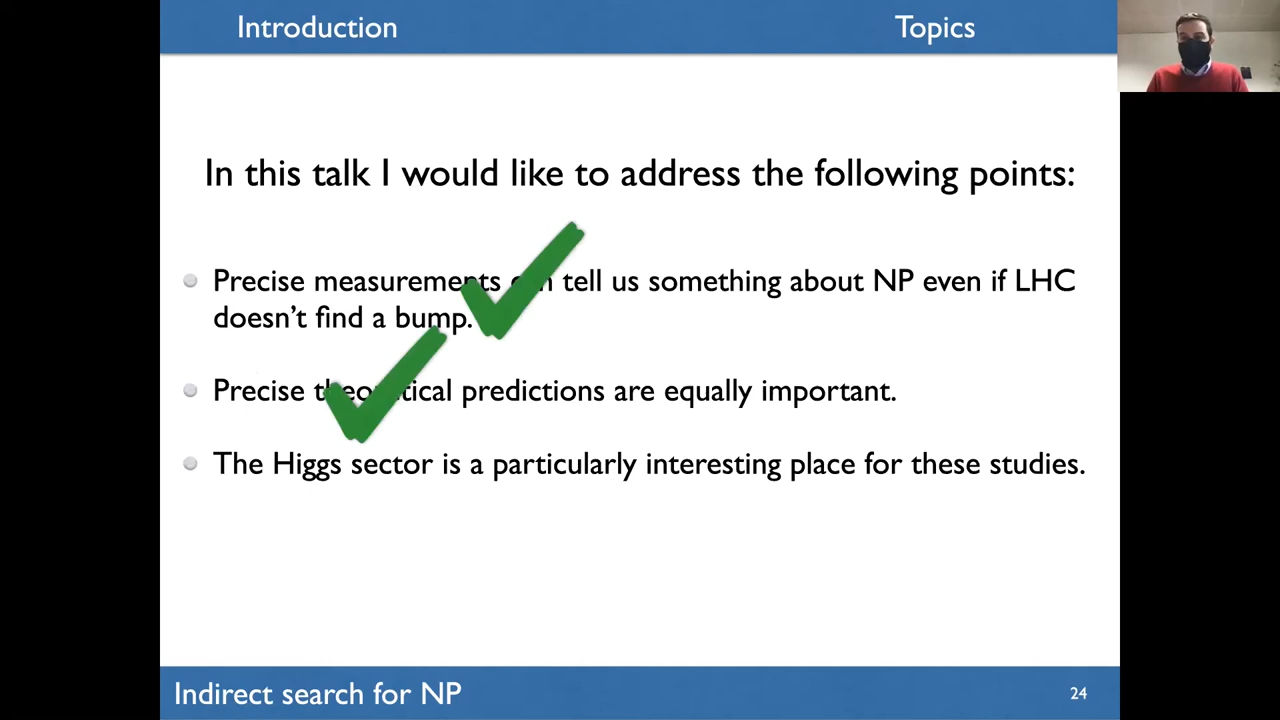 Introduction
Topics
In this talk I would like to address the following points:
Precise measurements can tell us something about NP even if LHC
doesn't find a bump.
Precise theoretical predictions are equally important.
The Higgs sector is a particularly interesting place for these studies.
Indirect search for NP
24